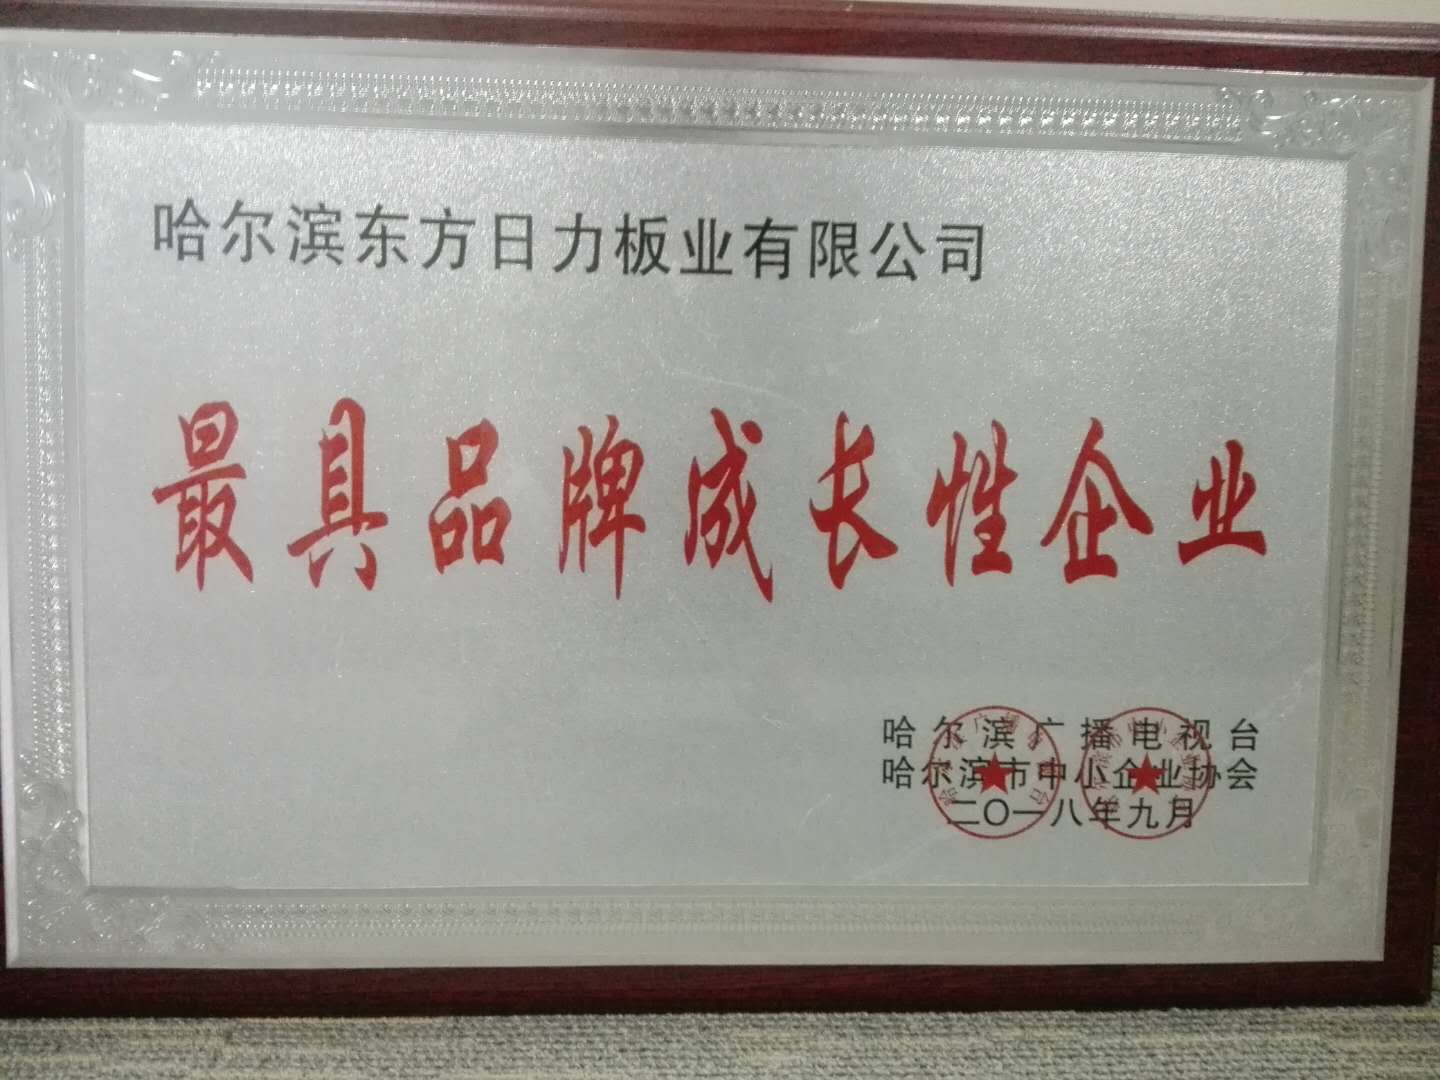 哈尔滨东方日力板业有限公司
最具品牌成长性企业
哈尔滨广播电视台
哈尔滨市中小企业协会
二〇一八年九月